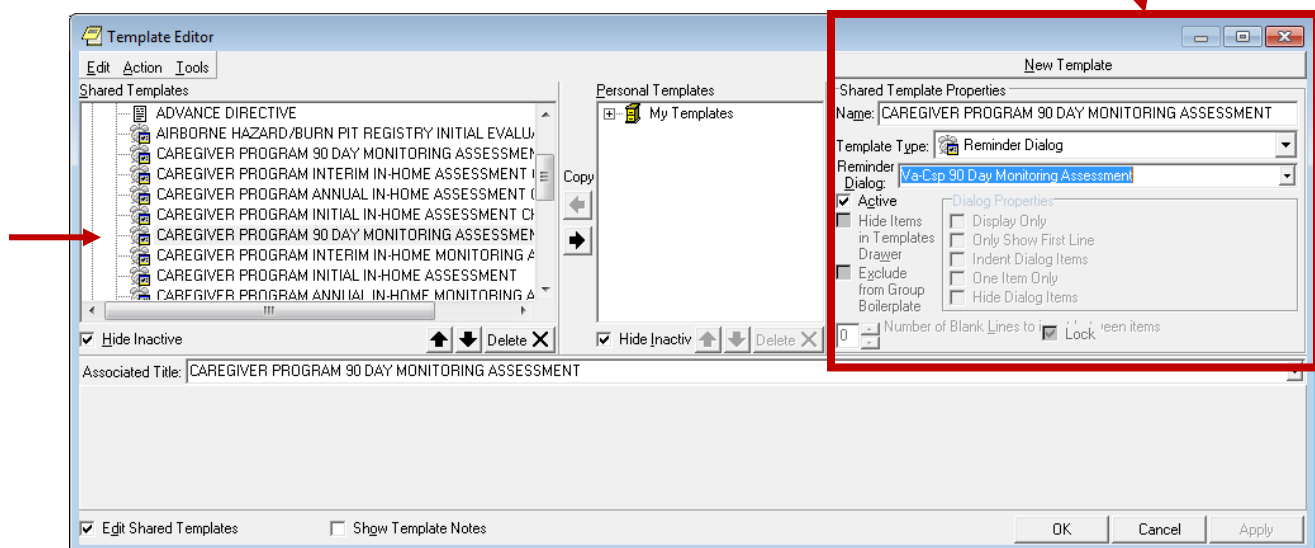 Template Editor
Edit Action Tools
New Template
Shared Templates
ADVANCE DIRECTIVE
AIRBORNE HAZARD/BURN PIT REGISTRY INITIAL EVALU
CAREGIVER PROGRAM 90 DAY MONITORING ASSESSMEN
CAREGIVER PROGRAM INTERIM IN-HOME ASSESSMENT
CAREGIVER PROGRAM ANNUAL IN-HOME ASSESSMENT (
CAREGIVER PROGRAM INITIAL IN-HOME ASSESSMENT CH
CAREGIVER PROGRAM 90 DAY MONITORING ASSESSMEN
CAREGIVER PROGRAM INTERIM IN-HOME MONITORING A
CAREGIVER PROGRAM INITIAL IN-HOME ASSESSMENT
CAREGIVER PROGRAM ANNUAL IN-HOME MONITORING A
Hide Inactive
Delete
Copy
Personal Templates
My Templates
Hide Inactiv
Delete
Shared Template Properties
Name: CAREGIVER PROGRAM 90 DAY MONITORING ASSESSMENT
Template Type: Reminder Dialog
Reminder Dialog: Va-Csp 90 Day Monitoring Assessment
Active
Hide Items
in Templates
Drawer
Exclude
from Group
Boilerplate
Dialog Properties
Display Only
Only Show First Line
Indent Dialog Items
One Item Only
Hide Dialog Items
0 Number of Blank Lines to Lock items
Associated Title: CAREGIVER PROGRAM 90 DAY MONITORING ASSESSMENT
Edit Shared Templates
Show Template Notes
OK Cancel Apply